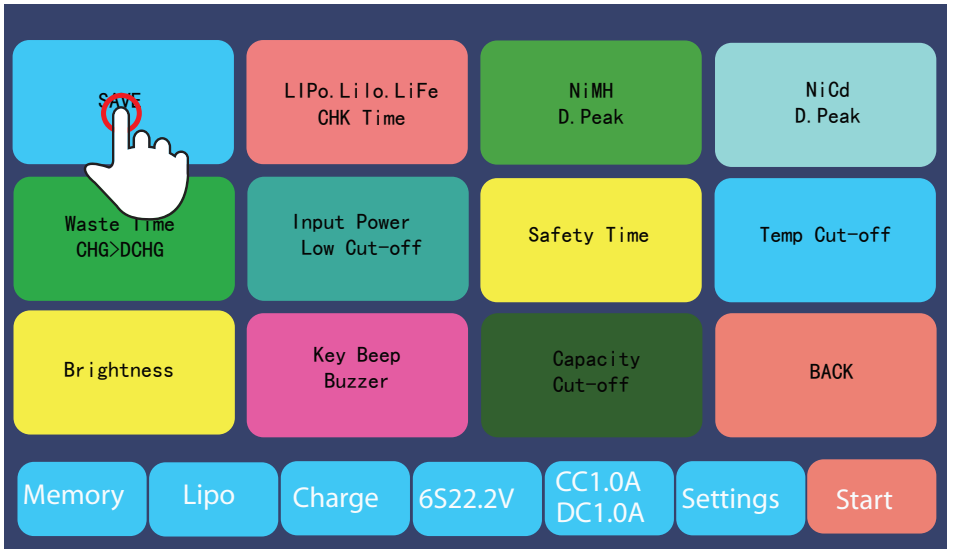 SAVE
LIPo.LiIo.LiFe
CHK Time
NiMH
D.Peak
NiCd
D.Peak
Waste Time
CHG>DCHG
Input Power
Low Cut-off
Safety Time
Temp Cut-off
Brightness
Key Beep
Buzzer
Capacity
Cut-off
BACK
Memory
Lipo
Charge
6S22.2V
CC1.0A
DC1.0A
Settings
Start